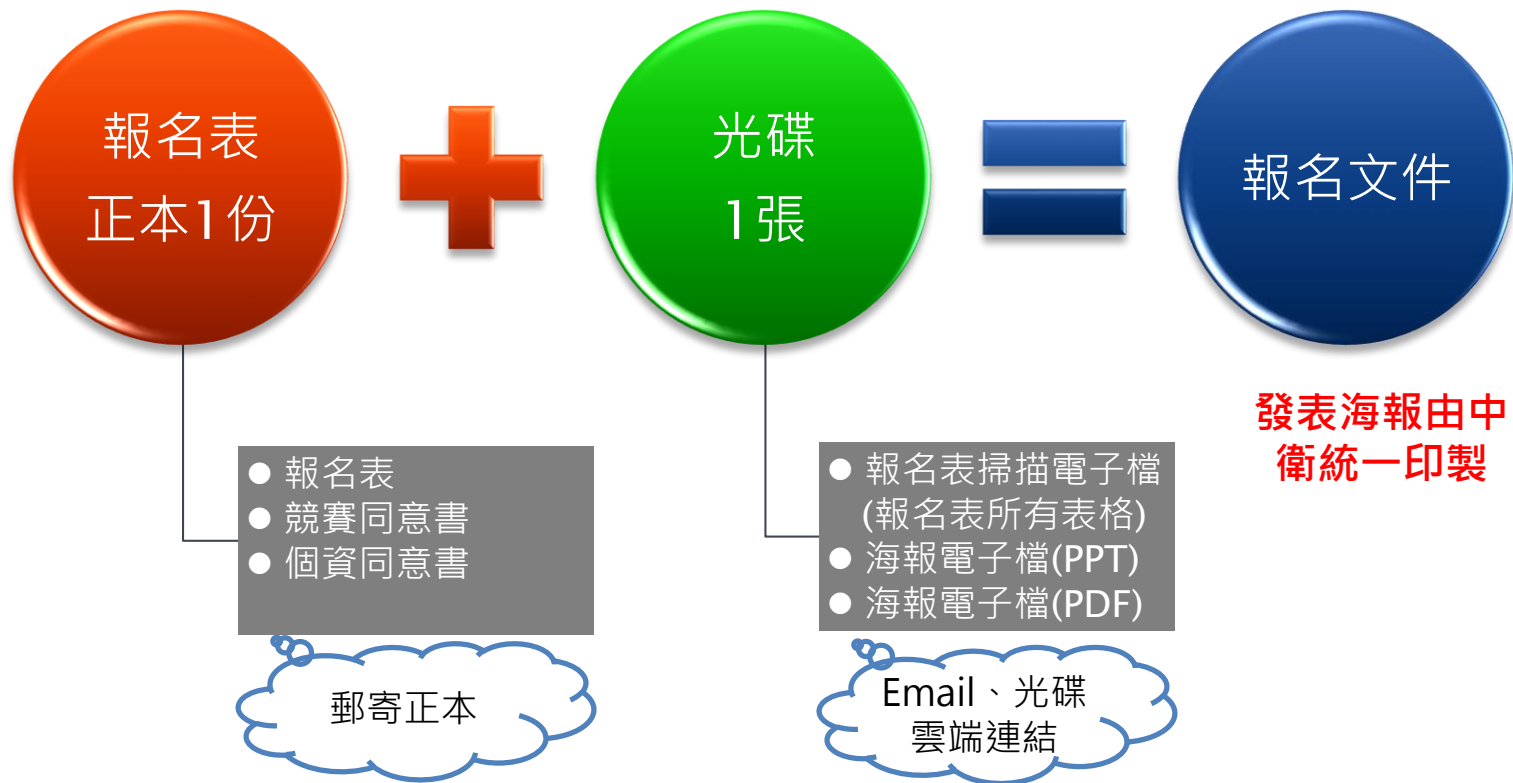 報名表
正本1份
光碟
1張
報名文件
發表海報由中
衛統一印製
● 報名表
● 競賽同意書
● 個資同意書
● 報名表掃描電子檔
(報名表所有表格)
● 海報電子檔(PPT)
● 海報電子檔(PDF)
郵寄正本
Email、光碟
雲端連結